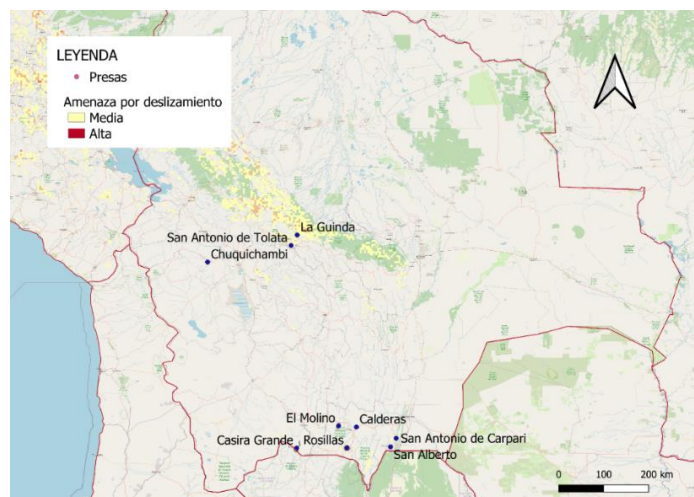 LEYENDA
Presas
Amenaza por deslizamiento
Media
Alta
La Guinda
San Antonio de Tolata
Chuquichambi
El Molino
Calderas
Casira Grande
Rosillas
San Antonio de Carpari
San Alberto
0 100 200 km